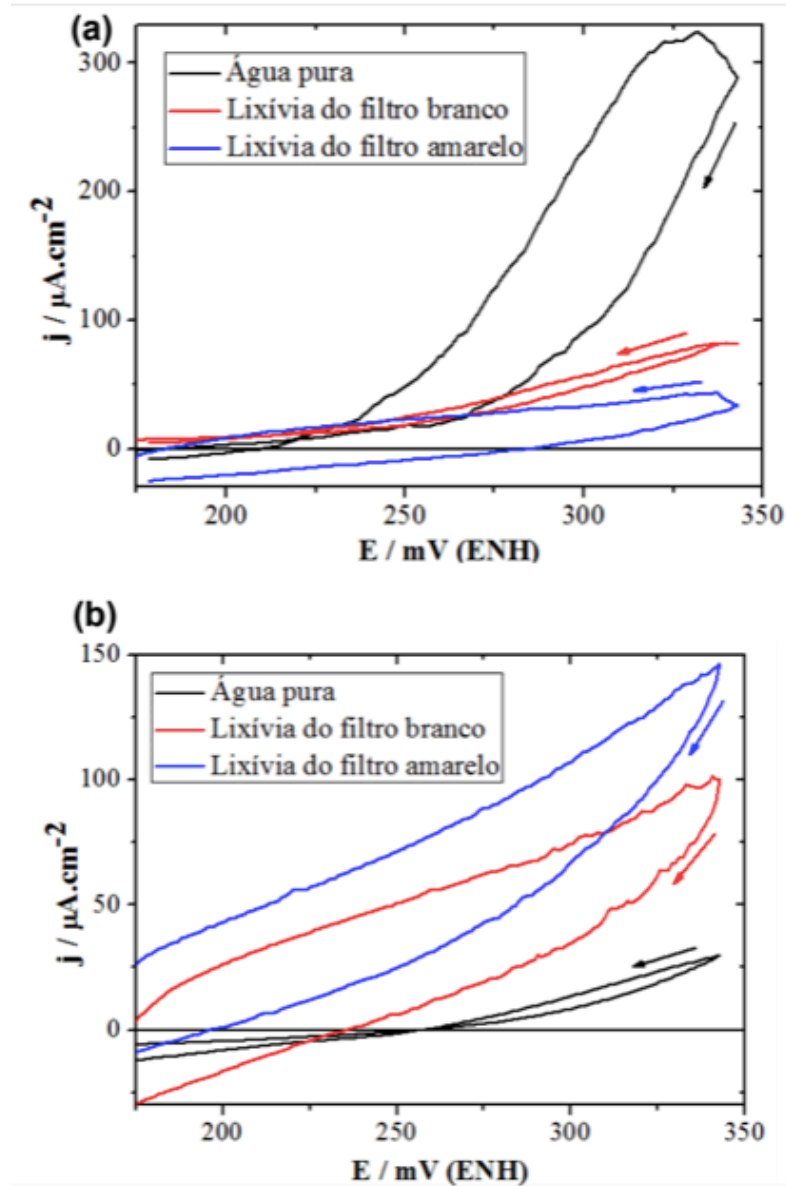 (a)
Água pura
Lixívia do filtro branco
Lixívia do filtro amarelo
300
200
100
0
j / µA.cm⁻²
200 250 300 350
E / mV (ENH)
(b)
150
Água pura
Lixívia do filtro branco
Lixívia do filtro amarelo
100
50
0
j / µA.cm⁻²
200 250 300 350
E / mV (ENH)